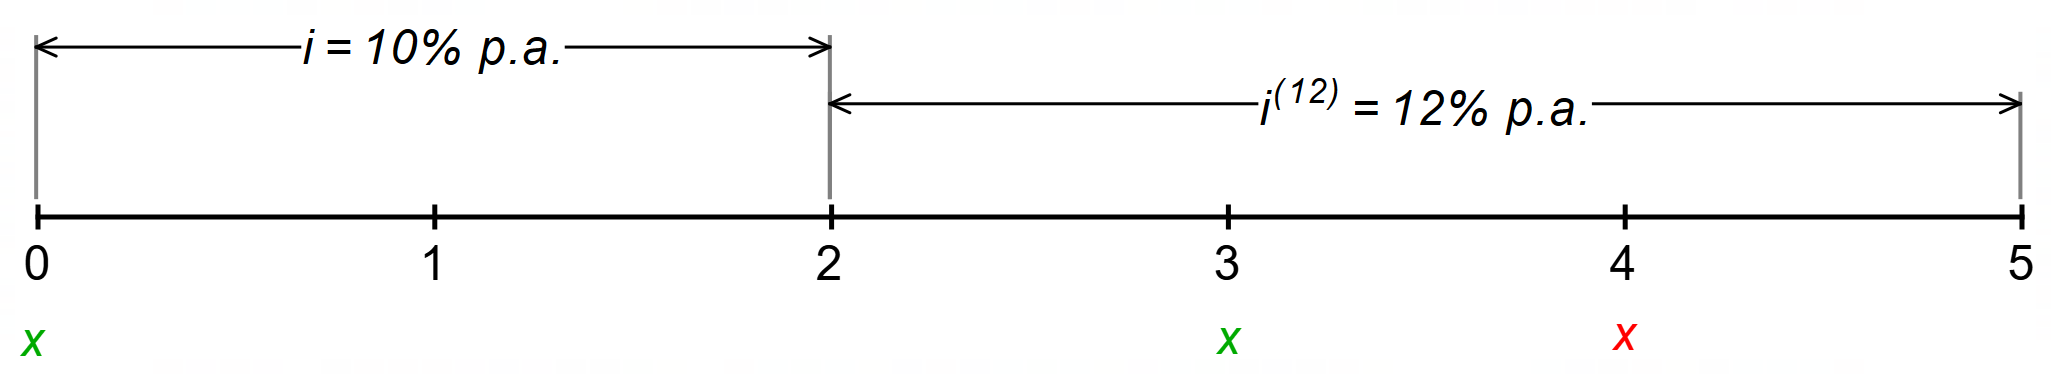 i = 10% p.a.
i(12) = 12% p.a.
0 1 2 3 4 5
x x x